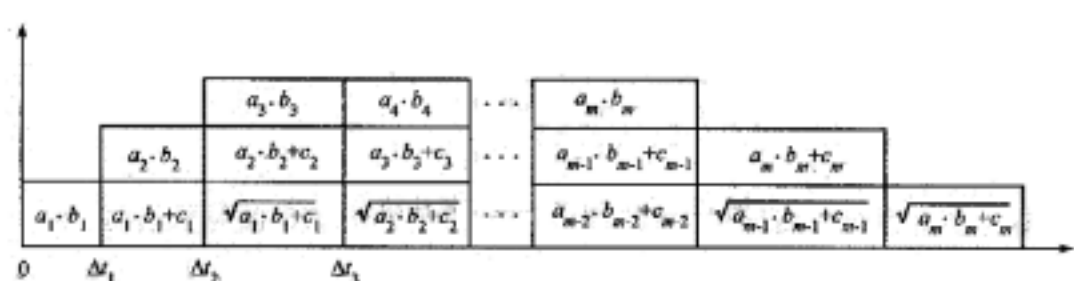 a₃·b₃ a₄·b₄ ··· aₘ·bₘ
a₂·b₂ a₂·b₂+c₂ a₃·b₃+c₃ ··· aₘ₋₁·bₘ₋₁+cₘ₋₁ aₘ·bₘ+cₘ
a₁·b₁ a₁·b₁+c₁ √(a₁·b₁+c₁) √(a₂·b₂+c₂) ··· aₘ₋₂·bₘ₋₂+cₘ₋₂ √(aₘ₋₁·bₘ₋₁+cₘ₋₁) √(aₘ·bₘ+cₘ)
0 Δt₁ Δt₂ Δt₃